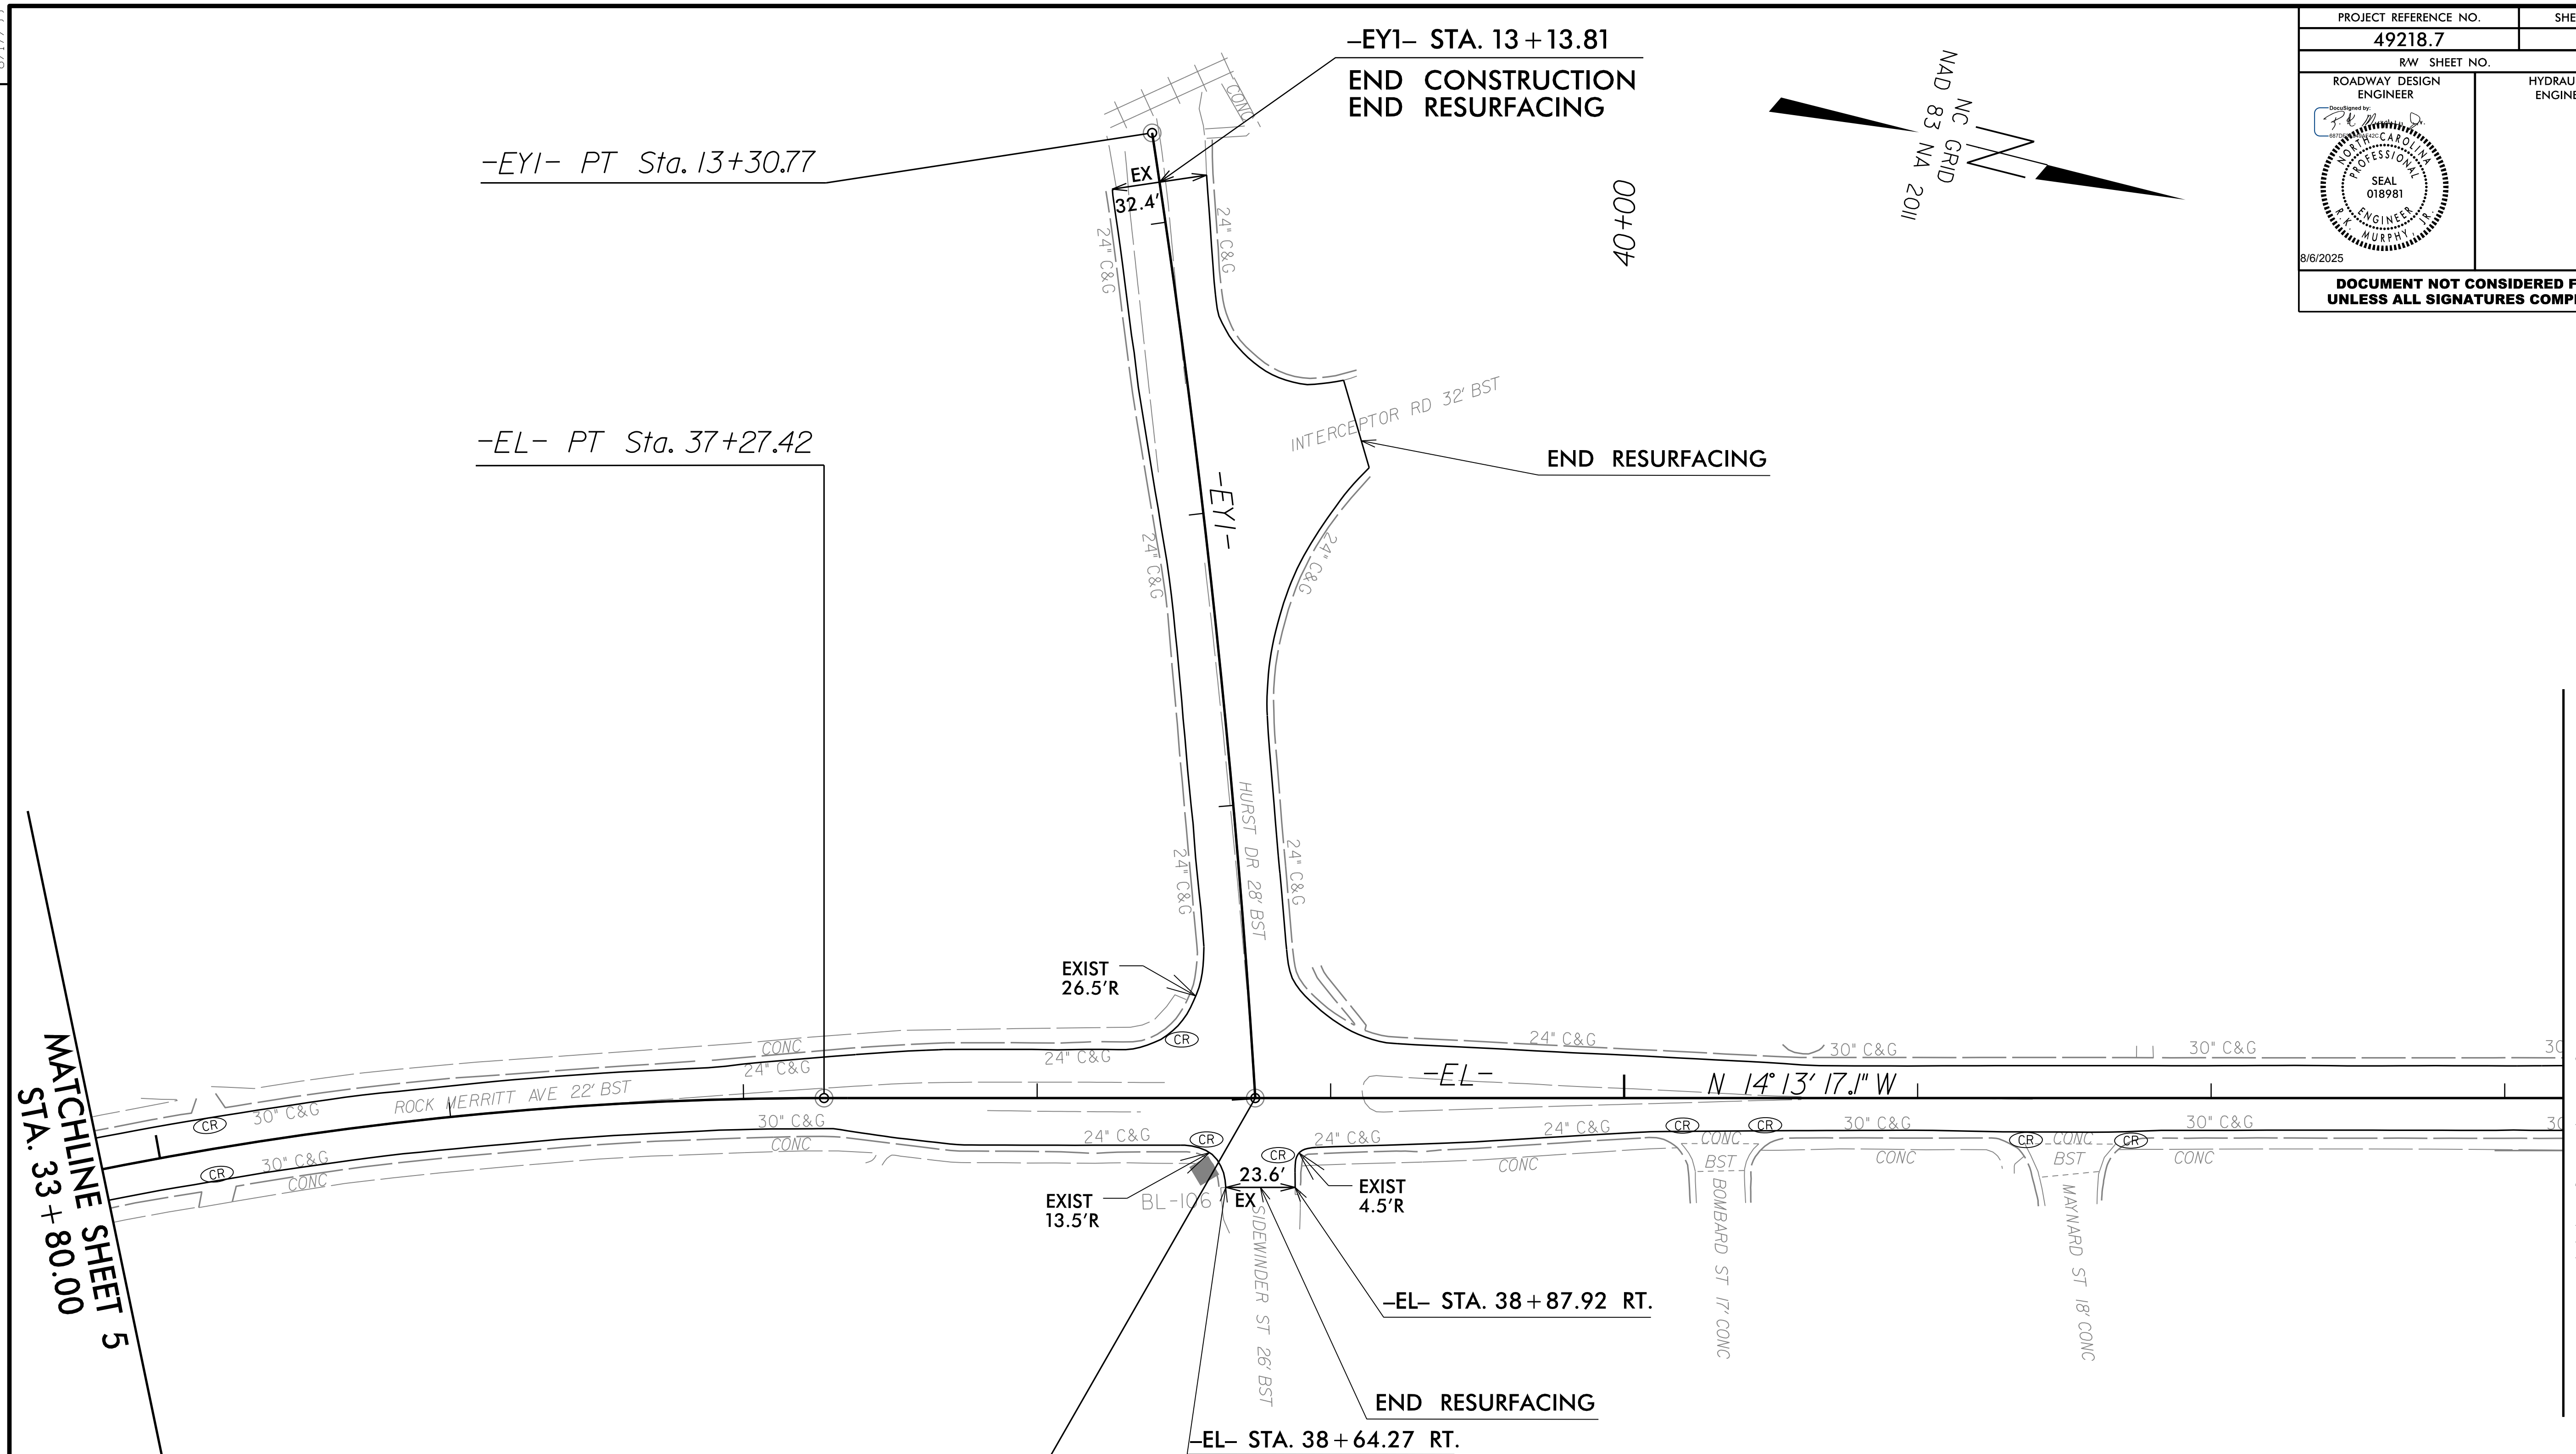 –EY1– STA. 13+13.81
END CONSTRUCTION
END RESURFACING
CONC
-EY1- PT Sta. 13+30.77
EX
32.4'
24" C&G
24" C&G
40+00
NC GRID
NAD 83 NA 2011
PROJECT REFERENCE NO.
49218.7
R/W SHEET NO.
ROADWAY DESIGN
ENGINEER
DocuSigned by:
NORTH CAROLINA
PROFESSIONAL
SEAL
018981
ENGINEER
R.K. MURPHY, JR.
8/6/2025
DOCUMENT NOT CONSIDERED
UNLESS ALL SIGNATURES
INTERCEPTOR RD 32' BST
END RESURFACING
-EL- PT Sta. 37+27.42
-EY1-
24" C&G
24" C&G
HURST DR 28' BST
24" C&G
24" C&G
EXIST
26.5'R
CR
CONC
24" C&G
24" C&G
24" C&G
30" C&G
30" C&G
ROCK MERRITT AVE 22' BST
30" C&G
CR
-EL-
N 14° 13' 17.1" W
30" C&G
CONC
CR
30" C&G
CONC
24" C&G
CR
CR
24" C&G
24" C&G
CR
CR
30" C&G
30" C&G
CONC
CONC
BST
CONC
CR
CONC
BST
CR
CONC
23.6'
EX
EXIST
13.5'R
BL-106
EXIST
4.5'R
SIDEWINDER ST 26' BST
BOMBARD ST 17' CONC
MAYNARD ST 18' CONC
MATCHLINE SHEET 5
STA. 33+80.00
–EL– STA. 38+87.92 RT.
END RESURFACING
–EL– STA. 38+64.27 RT.